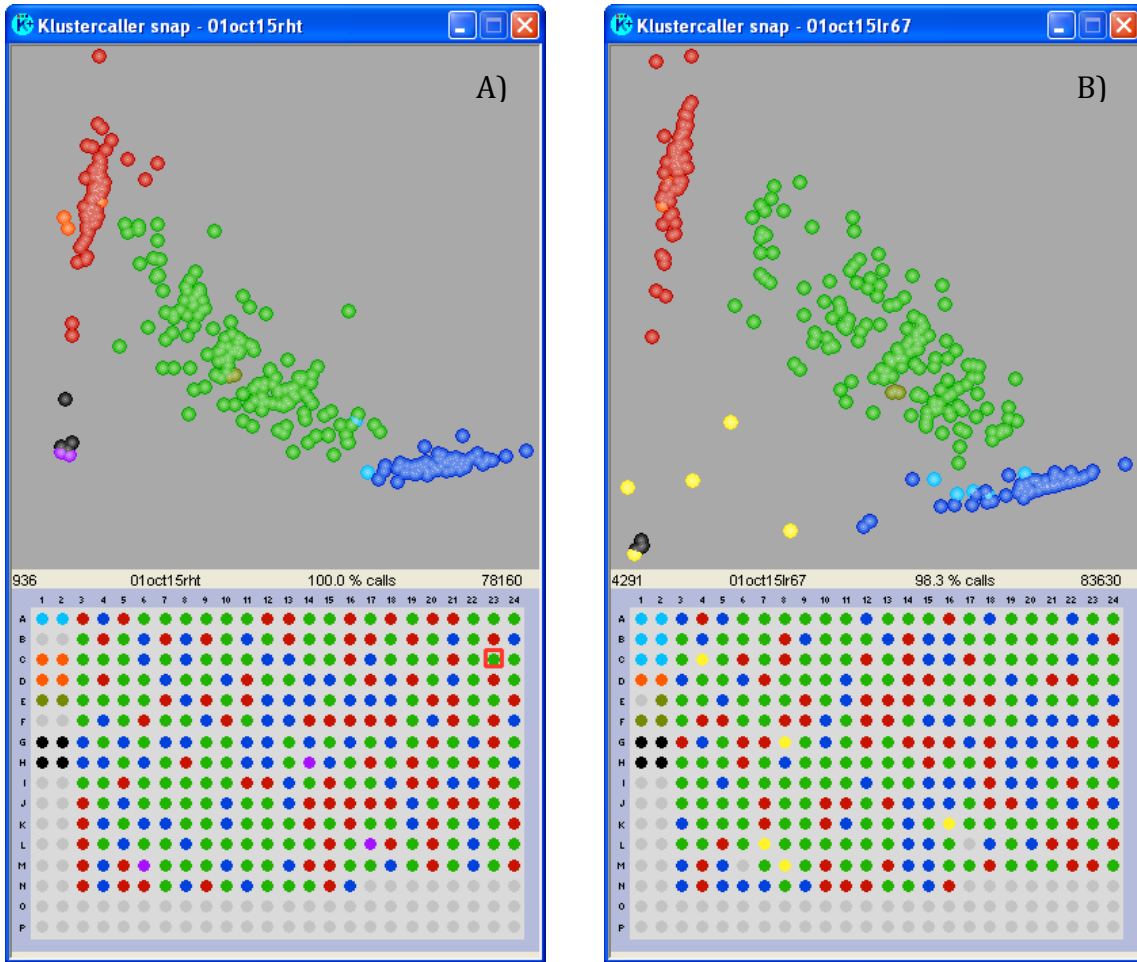 Klustercaller snap - 01oct15rht
A)
936 01oct15rht 100.0 % calls 78160
1 2 3 4 5 6 7 8 9 10 11 12 13 14 15 16 17 18 19 20 21 22 23 24
A
B
C
D
E
F
G
H
I
J
K
L
M
N
O
P
Klustercaller snap - 01oct15lr67
B)
4291 01oct15lr67 98.3 % calls 83630
1 2 3 4 5 6 7 8 9 10 11 12 13 14 15 16 17 18 19 20 21 22 23 24
A
B
C
D
E
F
G
H
I
J
K
L
M
N
O
P